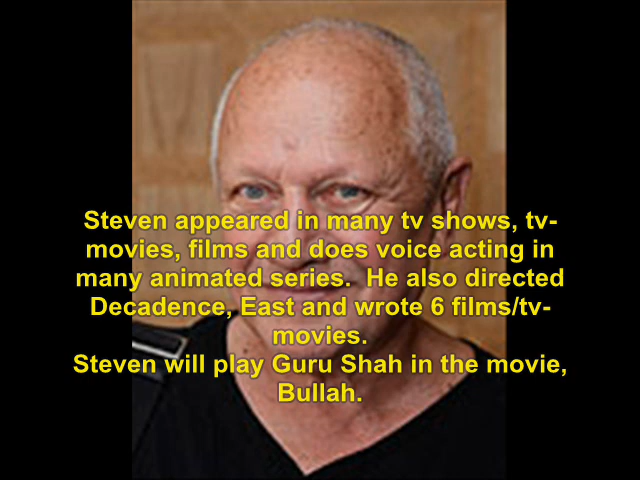 Steven appeared in many tv shows, tv-
movies, films and does voice acting in
many animated series.  He also directed
Decadence, East and wrote 6 films/tv-
movies.
Steven will play Guru Shah in the movie,
Bullah.